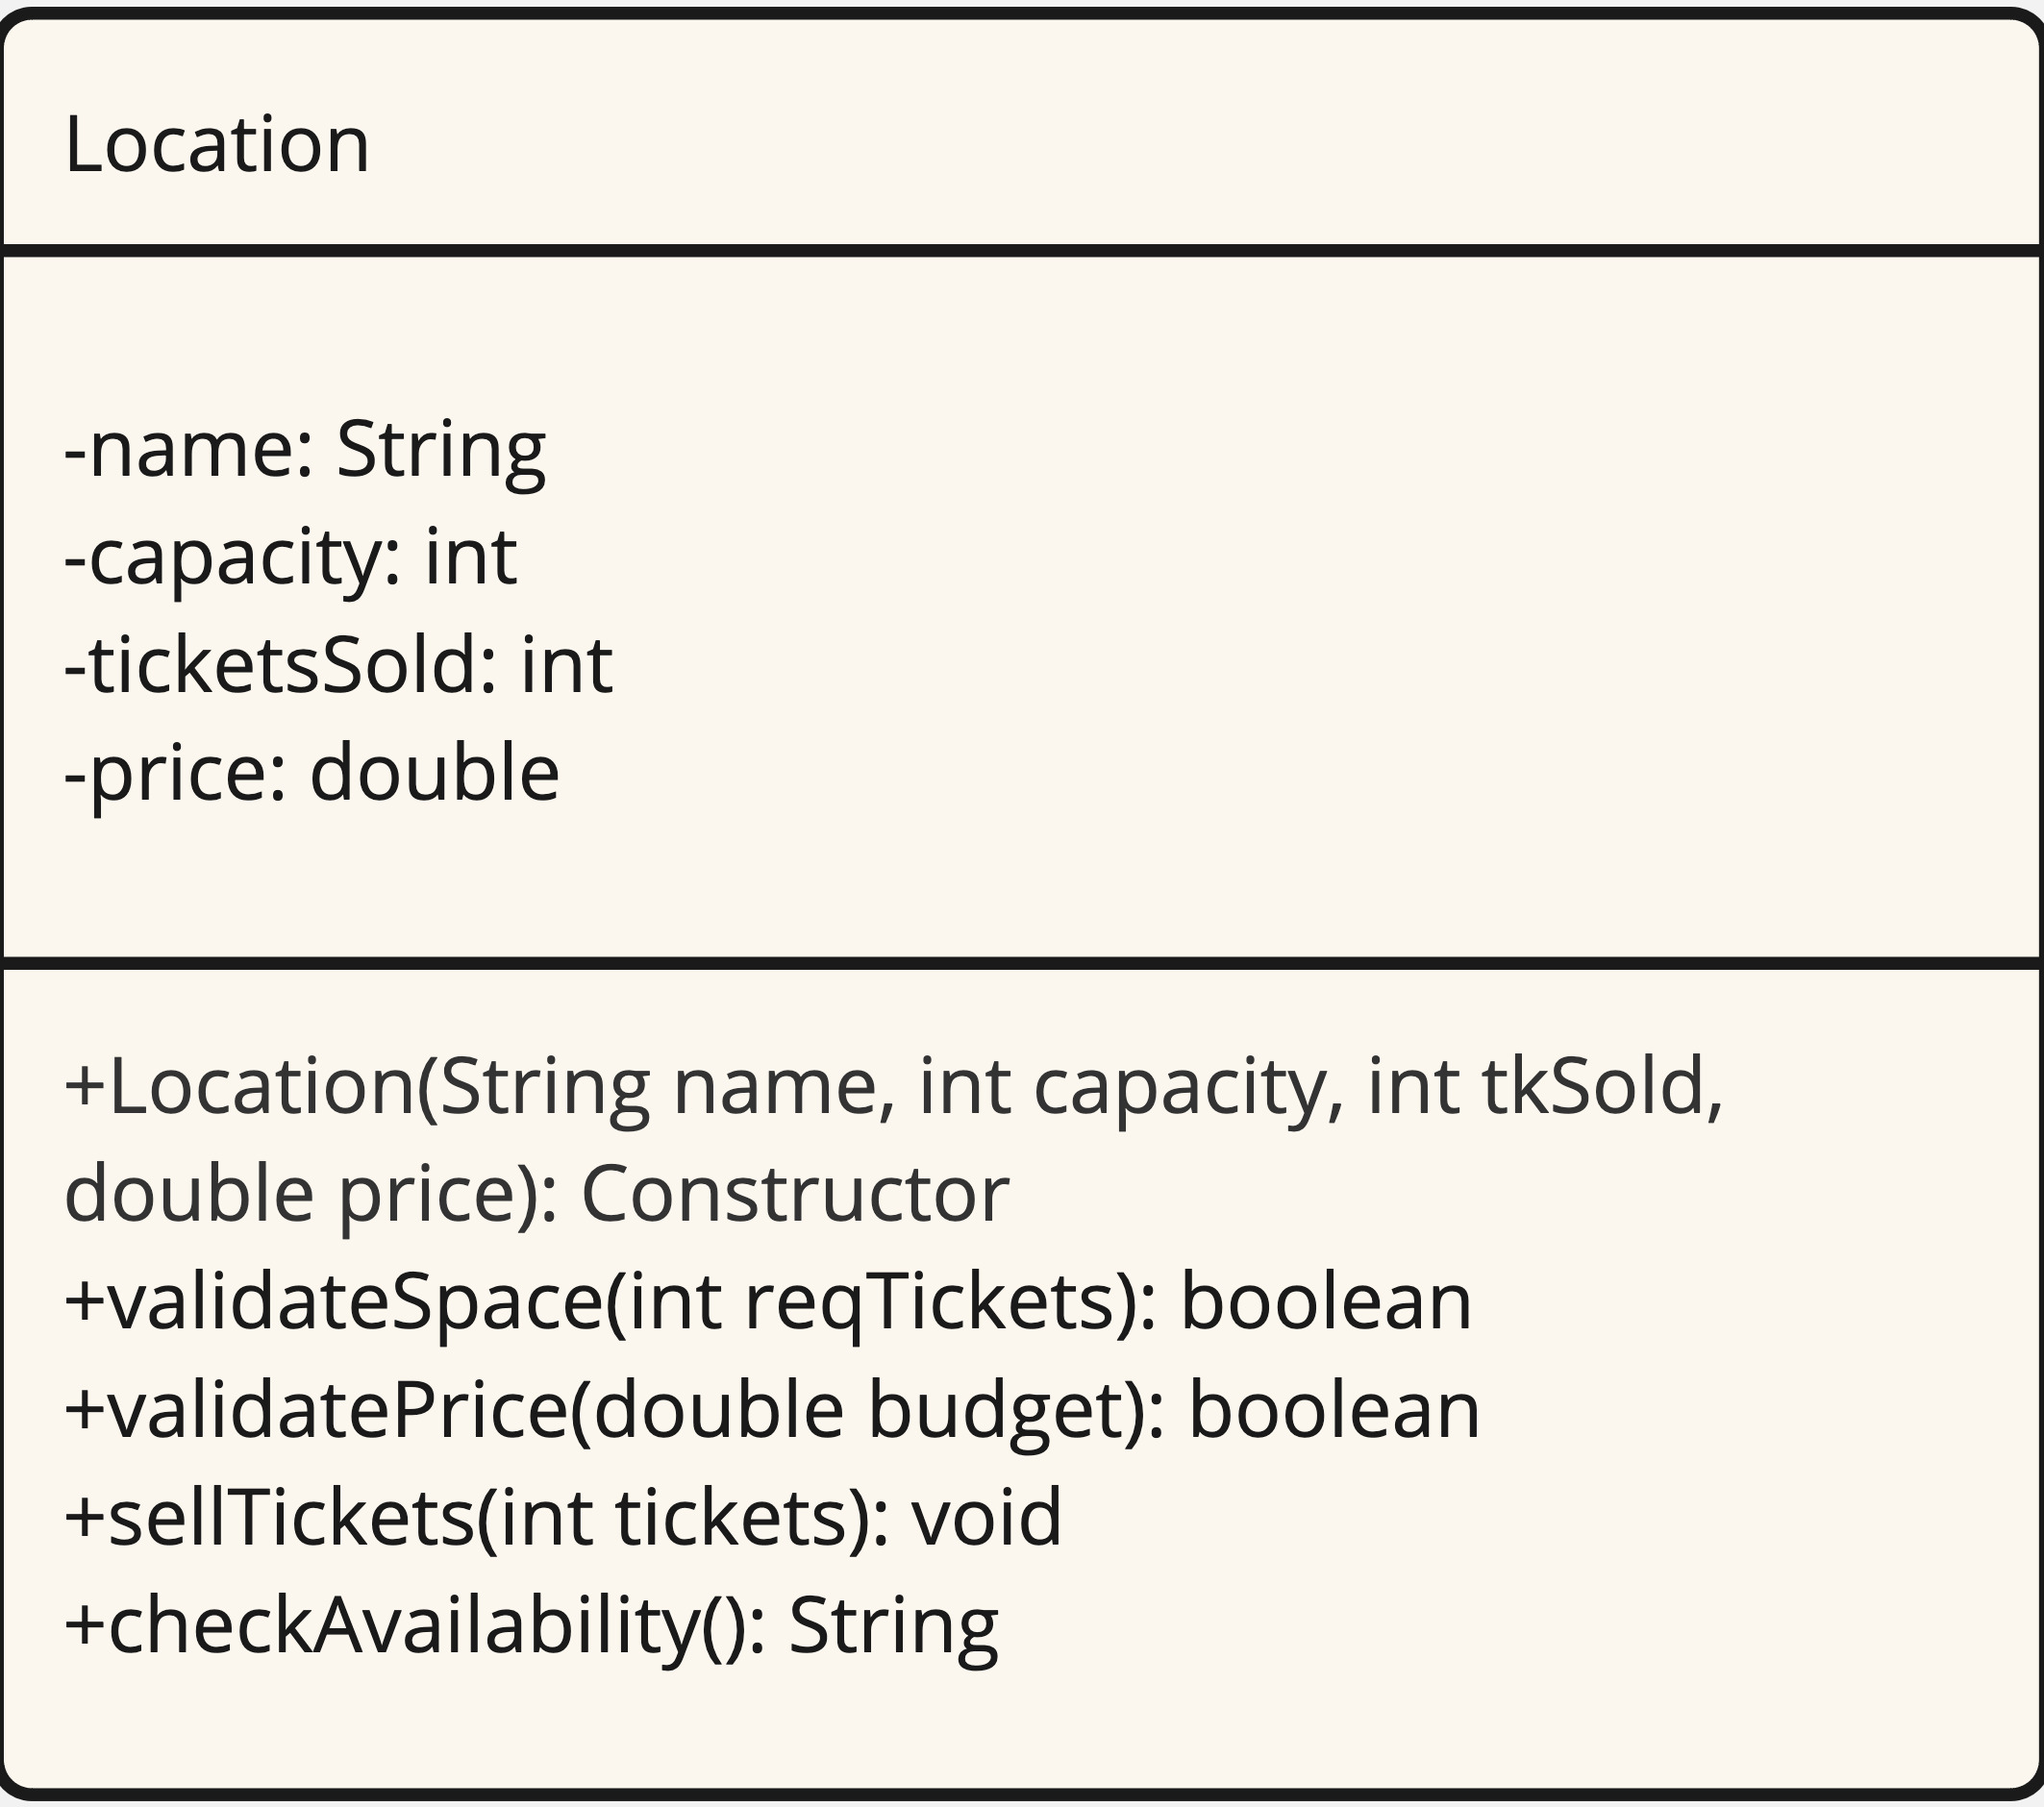 Location
-name: String
-capacity: int
-ticketsSold: int
-price: double
+Location(String name, int capacity, int tkSold,
double price): Constructor
+validateSpace(int reqTickets): boolean
+validatePrice(double budget): boolean
+sellTickets(int tickets): void
+checkAvailability(): String